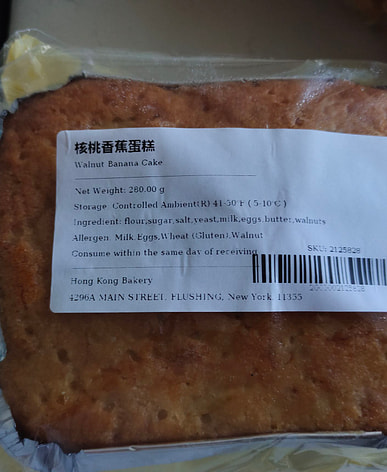 核桃香蕉蛋糕
Walnut Banana Cake
Net Weight: 280.00 g
Storage: Controlled Ambient(R) 41-50°F ( 5-10°C )
Ingredient: flour,sugar,salt,yeast,milk,eggs,butter,walnuts
Allergen: Milk,Eggs,Wheat (Gluten),Walnut
Consume within the same day of receiving
SKU: 2125828
Hong Kong Bakery
4296A MAIN STREET, FLUSHING, New York, 11355